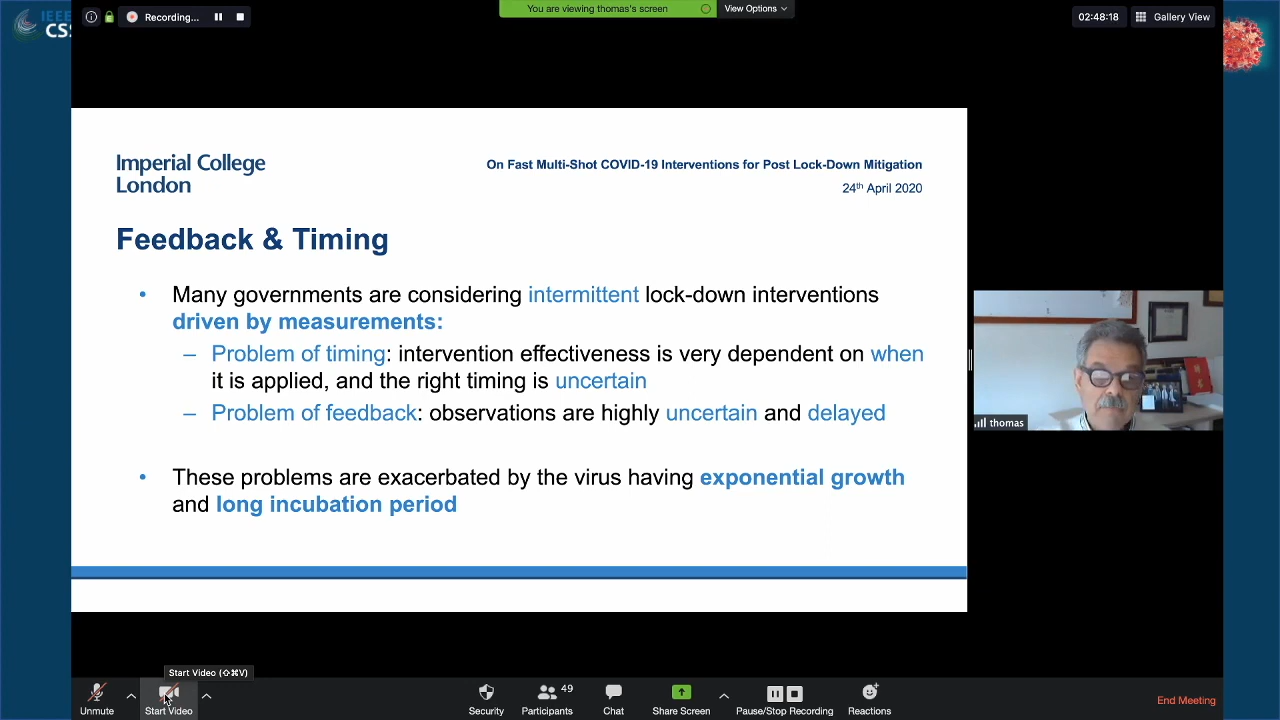 IEEE
CSS
Recording...
You are viewing thomas's screen
View Options
02:48:18
Gallery View
Imperial College
London
On Fast Multi-Shot COVID-19 Interventions for Post Lock-Down Mitigation
24th April 2020
Feedback & Timing
• Many governments are considering intermittent lock-down interventions
driven by measurements:
– Problem of timing: intervention effectiveness is very dependent on when
it is applied, and the right timing is uncertain
– Problem of feedback: observations are highly uncertain and delayed
• These problems are exacerbated by the virus having exponential growth
and long incubation period
thomas
Start Video (⇧⌘V)
Unmute
Start Video
Security
49
Participants
Chat
Share Screen
Pause/Stop Recording
Reactions
End Meeting